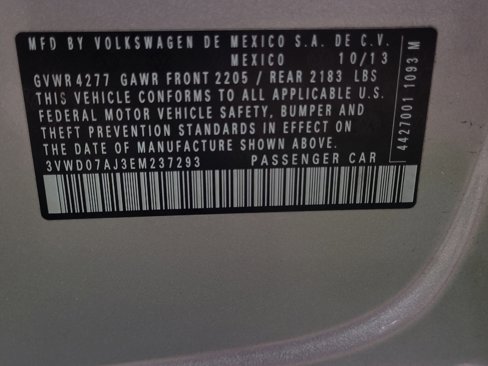 MFD BY VOLKSWAGEN DE MEXICO S.A. DE C.V.
MEXICO 10/13
GVWR 4277 GAWR FRONT 2205 / REAR 2183 LBS
THIS VEHICLE CONFORMS TO ALL APPLICABLE U.S.
FEDERAL MOTOR VEHICLE SAFETY, BUMPER AND
THEFT PREVENTION STANDARDS IN EFFECT ON
THE DATE OF MANUFACTURE SHOWN ABOVE.
3VWD07AJ3EM237293 PASSENGER CAR
4427001 1093 M